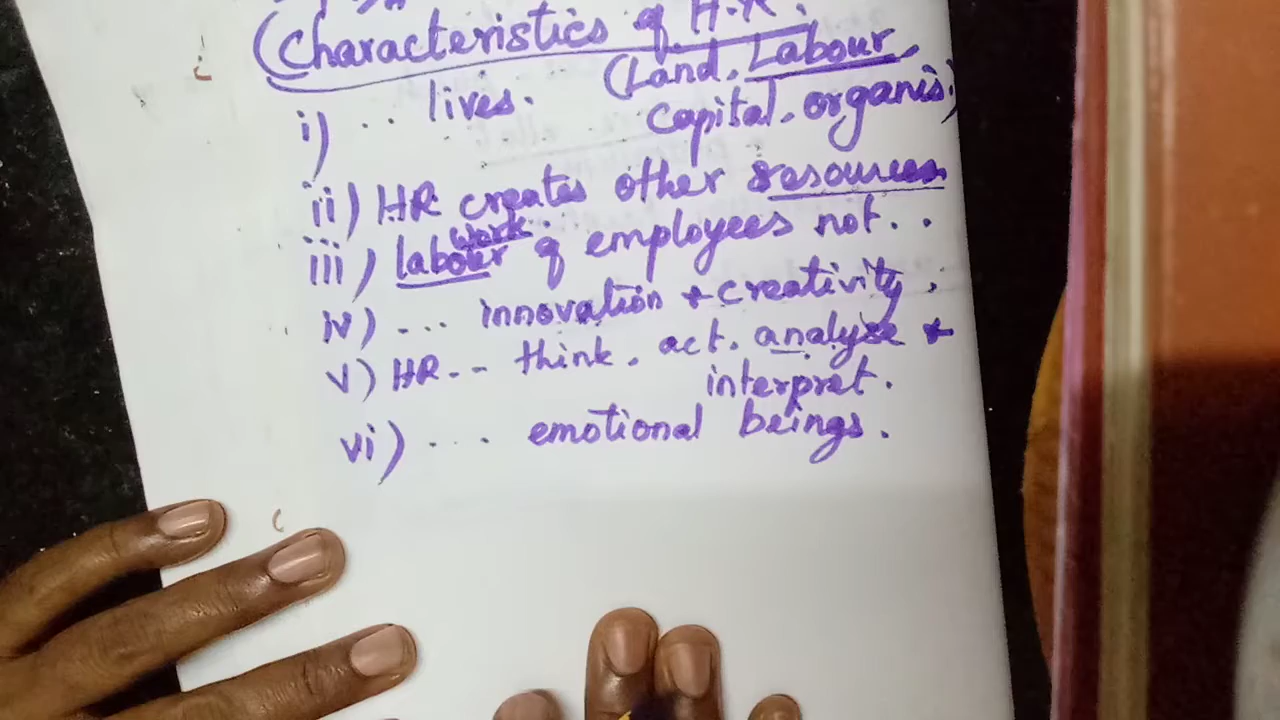 (Characteristics of H.R.
i) .. lives. (Land, Labour,
capital, organis.)
ii) HR creates other resources
work.
iii) labour of employees not. ..
iv) ... innovation + creativity.
v) HR -- think, act, analyse +
interpret.
vi) ... emotional beings.